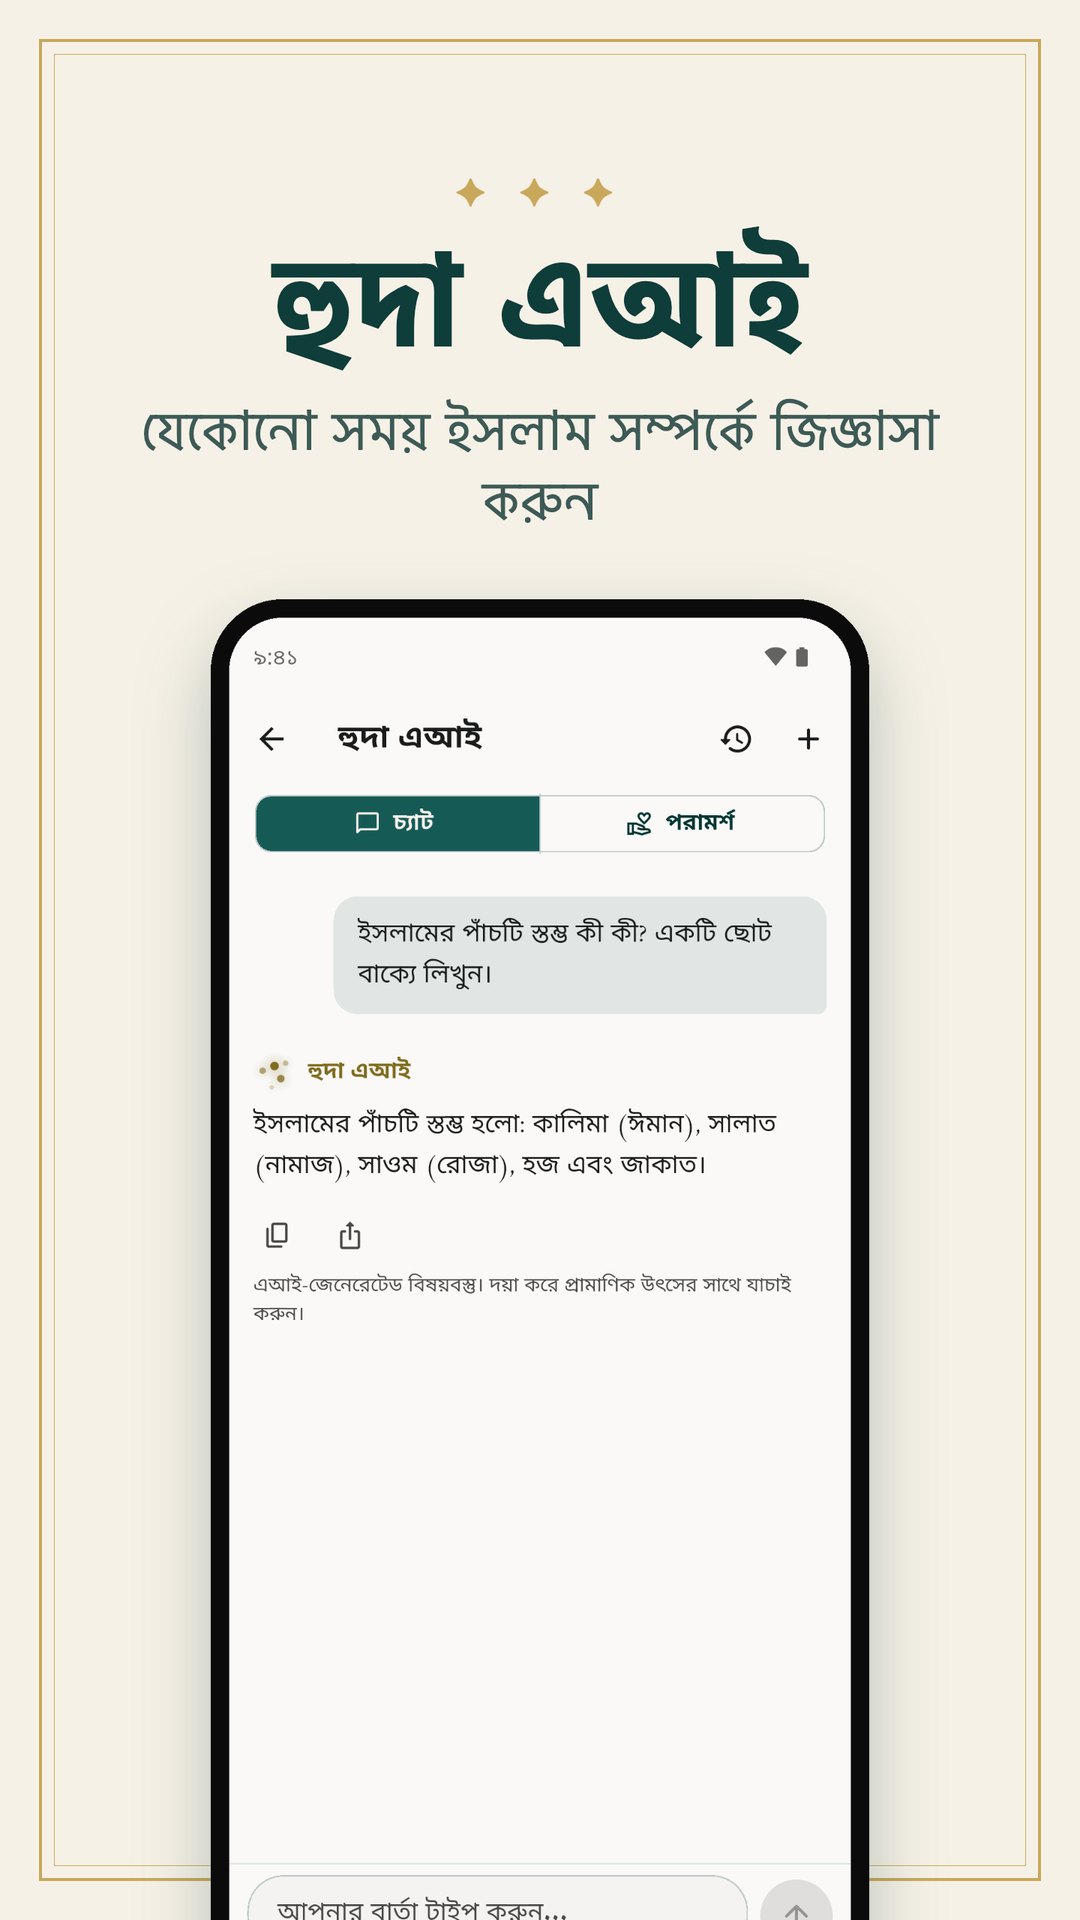 হুদা এআই
যেকোনো সময় ইসলাম সম্পর্কে জিজ্ঞাসা
করুন
৯:৪১
হুদা এআই
চ্যাট
পরামর্শ
ইসলামের পাঁচটি স্তম্ভ কী কী? একটি ছোট
বাক্যে লিখুন।
হুদা এআই
ইসলামের পাঁচটি স্তম্ভ হলো: কালিমা (ঈমান), সালাত
(নামাজ), সাওম (রোজা), হজ এবং জাকাত।
এআই-জেনেরেটেড বিষয়বস্তু। দয়া করে প্রামাণিক উৎসের সাথে যাচাই
করুন।
আপনার বার্তা টাইপ করুন...